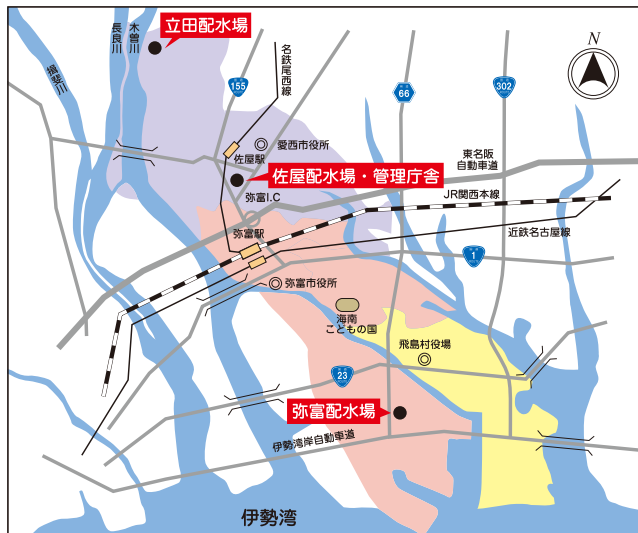 立田配水場
木曽川
長良川
揖斐川
名鉄尾西線
155
66
302
N
愛西市役所
佐屋駅
東名阪
自動車道
佐屋配水場・管理庁舎
弥富I.C
JR関西本線
弥富駅
近鉄名古屋線
1
弥富市役所
海南
こどもの国
飛島村役場
23
弥富配水場
伊勢湾岸自動車道
伊勢湾